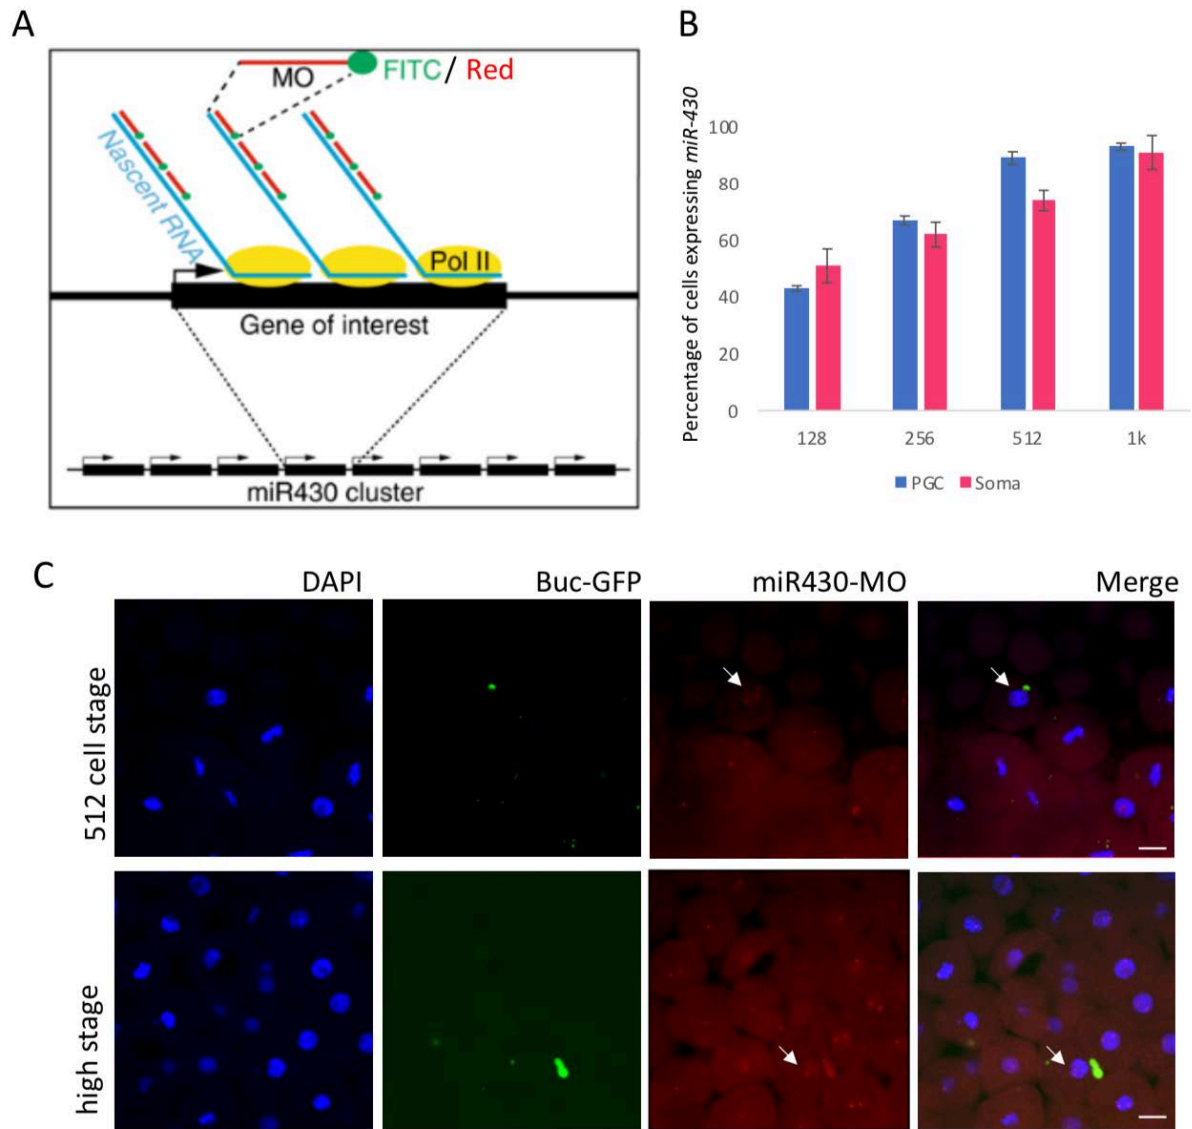 A
MO
FITC/ Red
Nascent RNA
Pol II
Gene of interest
miR430 cluster
B
Percentage of cells expressing miR-430
100
80
60
40
20
0
128 256 512 1k
PGC Soma
C
DAPI Buc-GFP miR430-MO Merge
512 cell stage
high stage